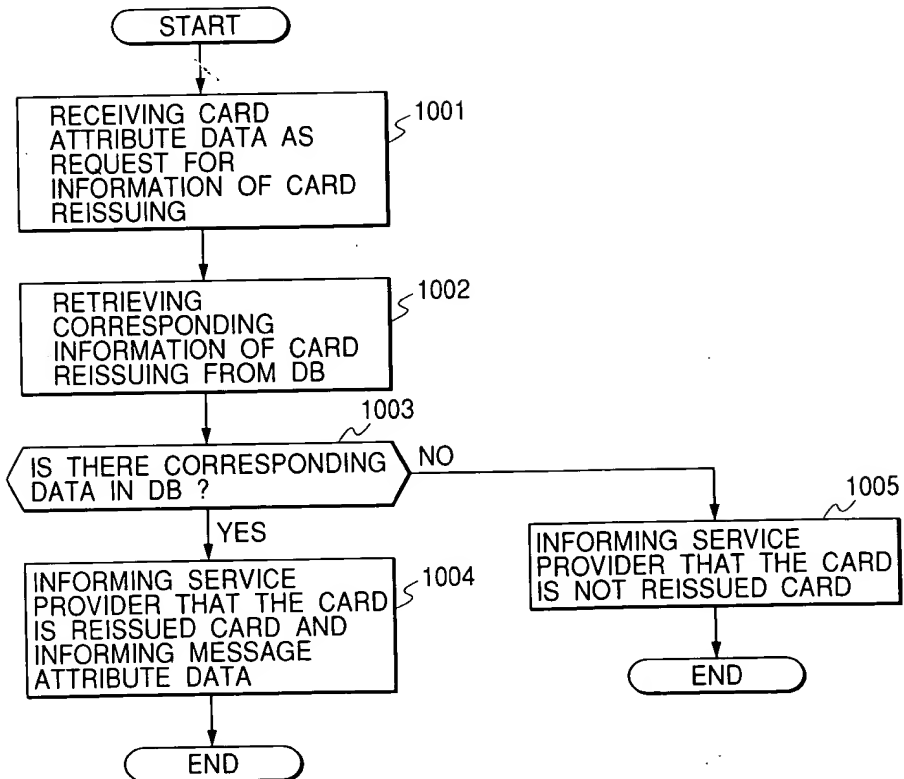 START
RECEIVING CARD
ATTRIBUTE DATA AS
REQUEST FOR
INFORMATION OF CARD
REISSUING
1001
RETRIEVING
CORRESPONDING
INFORMATION OF CARD
REISSUING FROM DB
1002
1003
IS THERE CORRESPONDING
DATA IN DB ?
NO
YES
1005
INFORMING SERVICE
PROVIDER THAT THE CARD
IS NOT REISSUED CARD
INFORMING SERVICE
PROVIDER THAT THE CARD
IS REISSUED CARD AND
INFORMING MESSAGE
ATTRIBUTE DATA
1004
END
END